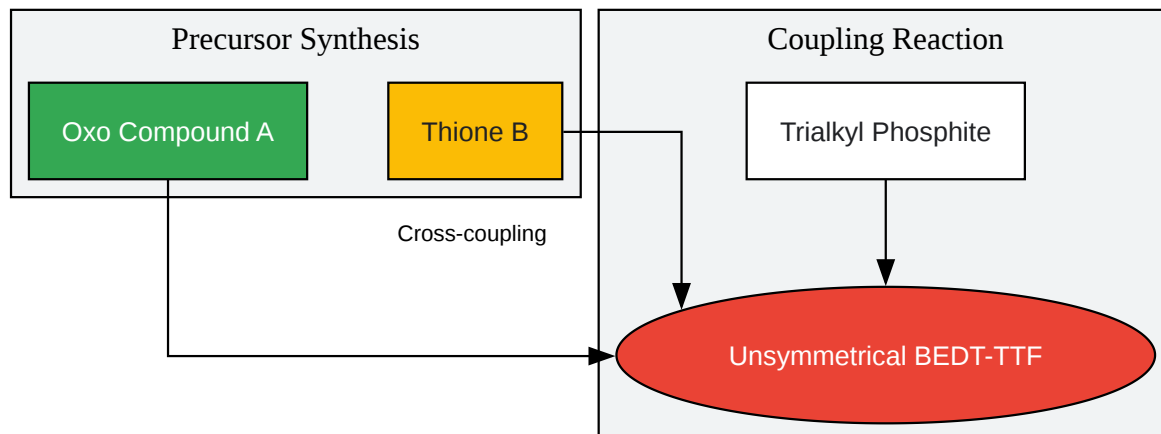 Precursor Synthesis
Oxo Compound A
Thione B
Cross-coupling
Coupling Reaction
Trialkyl Phosphite
Unsymmetrical BEDT-TTF